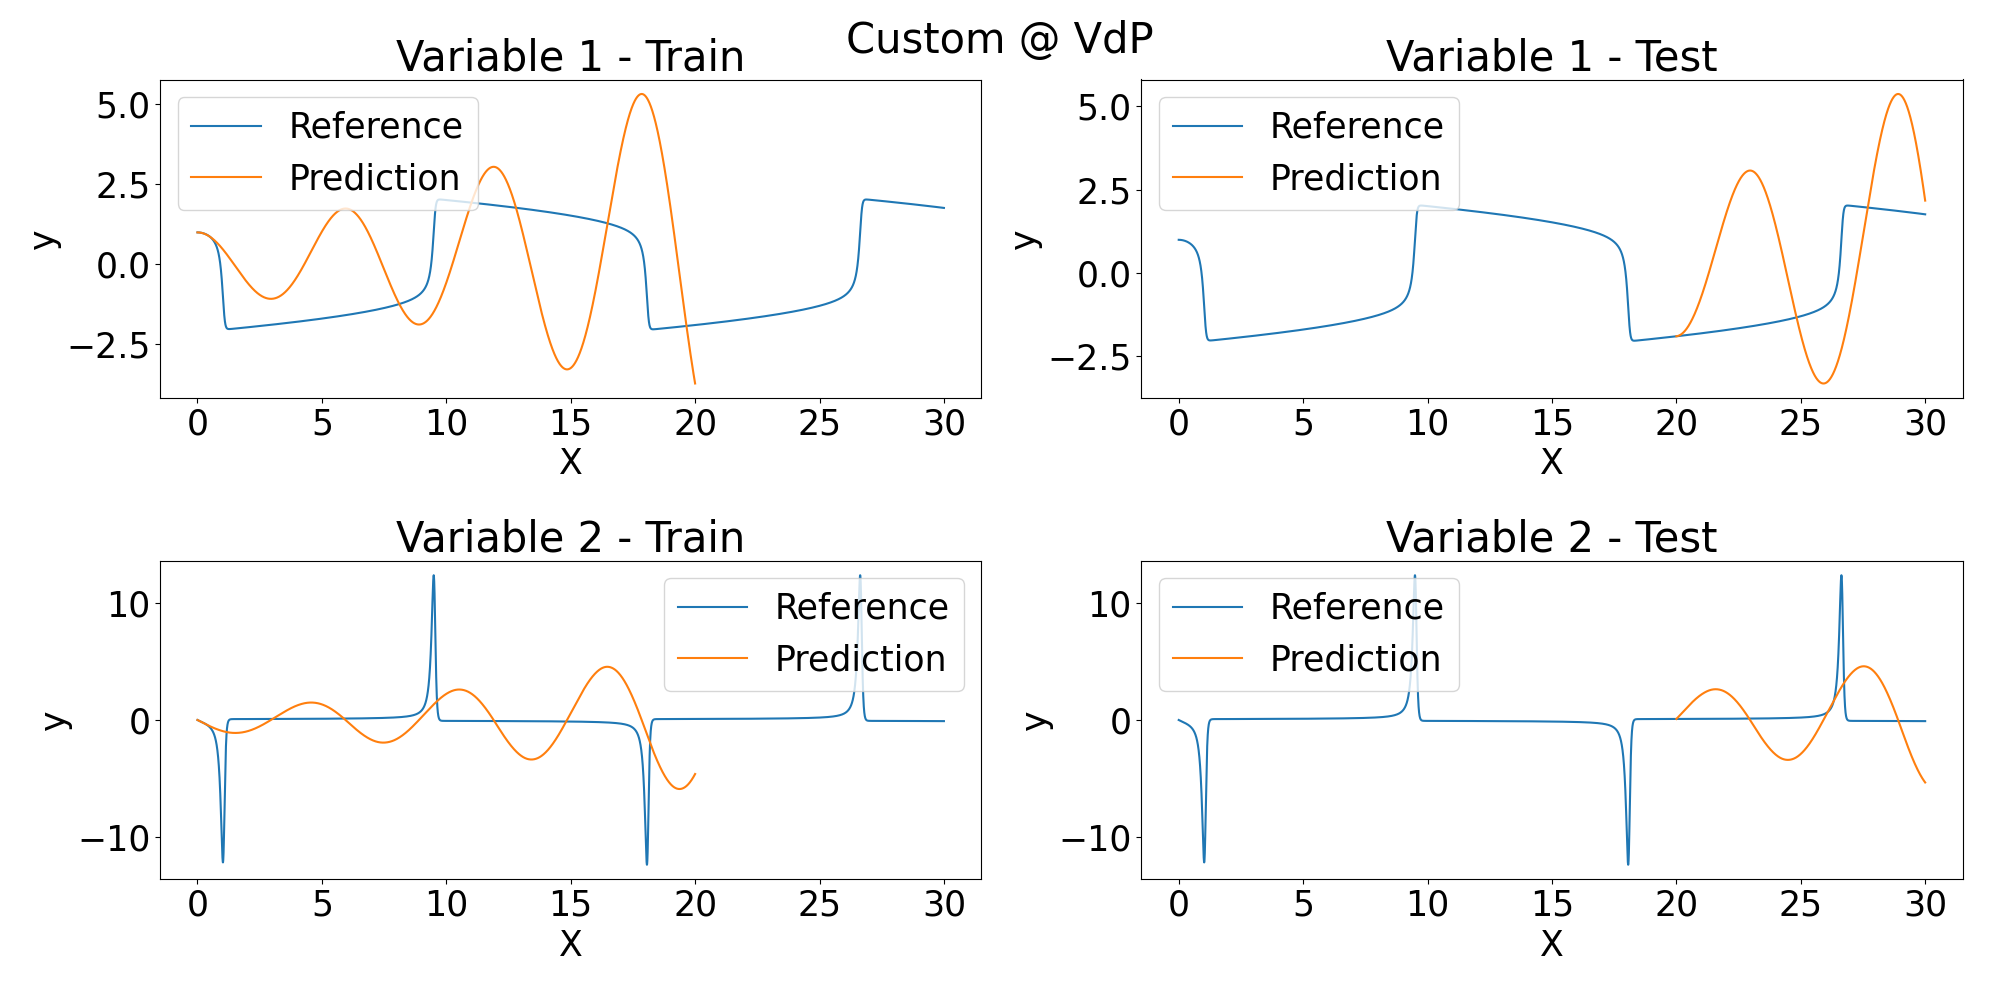 Custom @ VdP
Variable 1 - Train
Variable 1 - Test
5.0
2.5
0.0
−2.5
y
Reference
Prediction
0 5 10 15 20 25 30
X
5.0
2.5
0.0
−2.5
y
Reference
Prediction
0 5 10 15 20 25 30
X
Variable 2 - Train
Variable 2 - Test
10
0
−10
y
Reference
Prediction
0 5 10 15 20 25 30
X
10
0
−10
y
Reference
Prediction
0 5 10 15 20 25 30
X